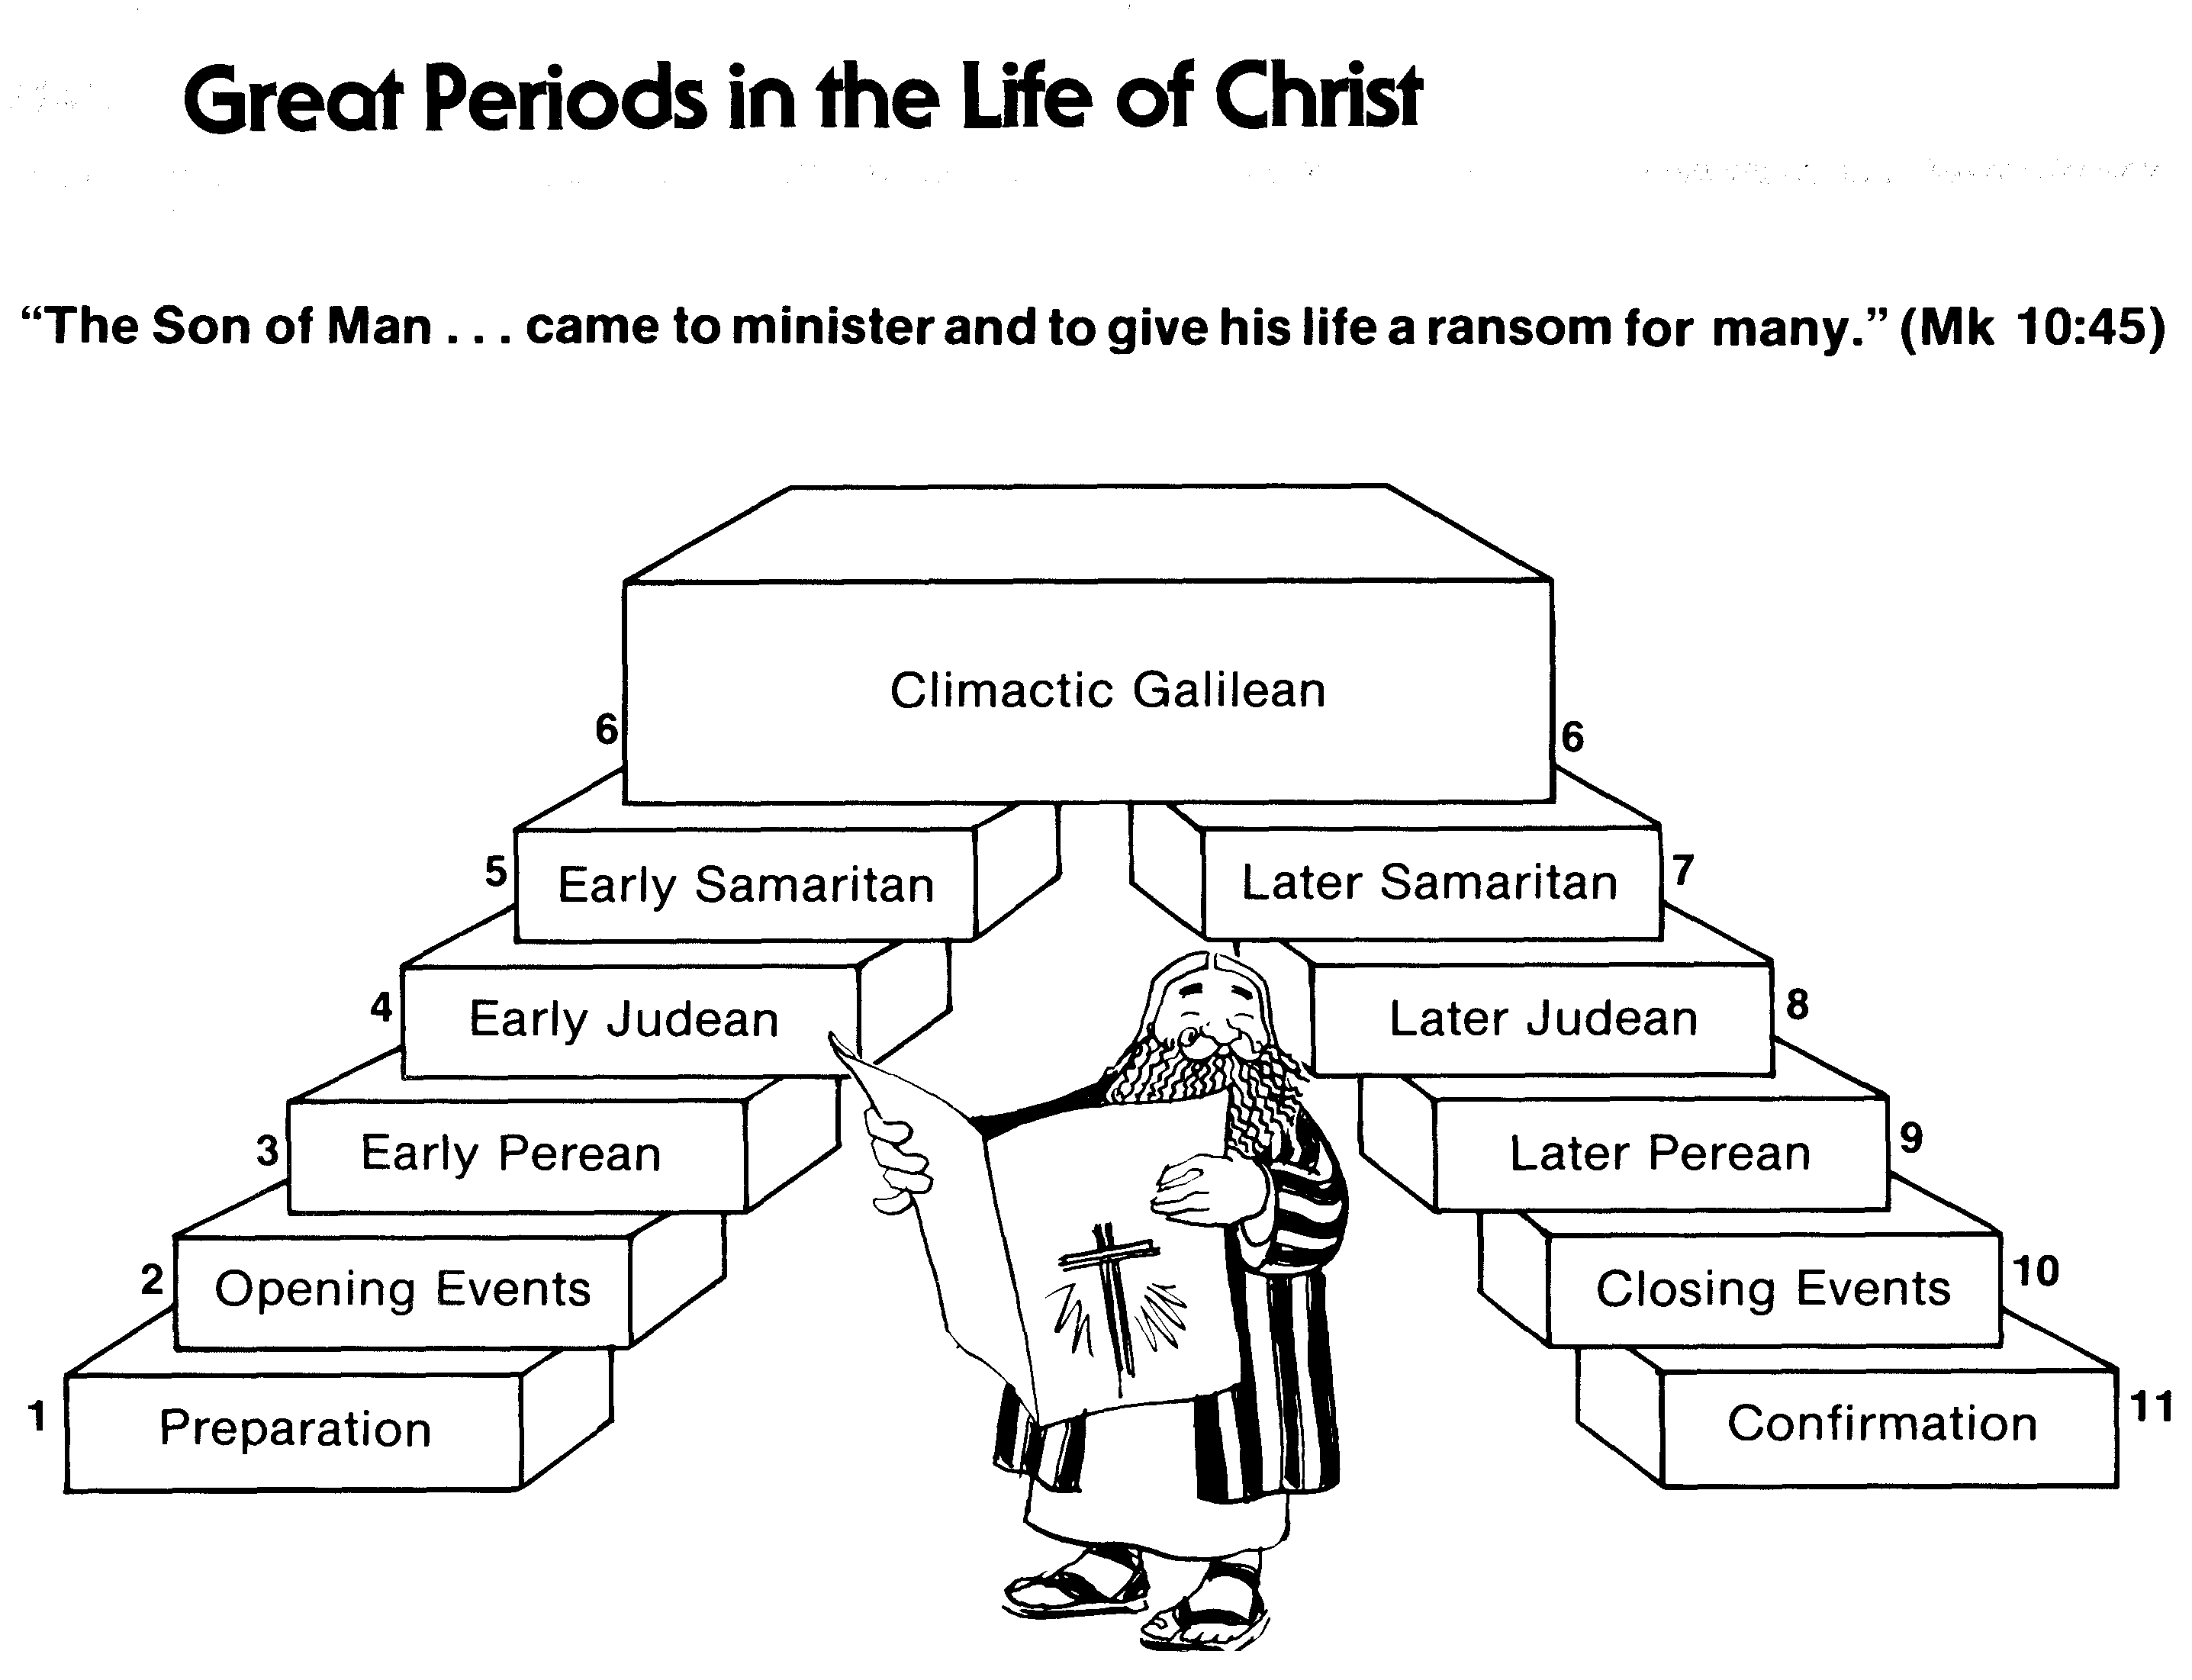 Great Periods in the Life of Christ
“The Son of Man . . . came to minister and to give his life a ransom for many.” (Mk 10:45)
Climactic Galilean
6
6
5
Early Samaritan
Later Samaritan
7
4
Early Judean
Later Judean
8
3
Early Perean
Later Perean
9
2
Opening Events
Closing Events
10
1
Preparation
Confirmation
11